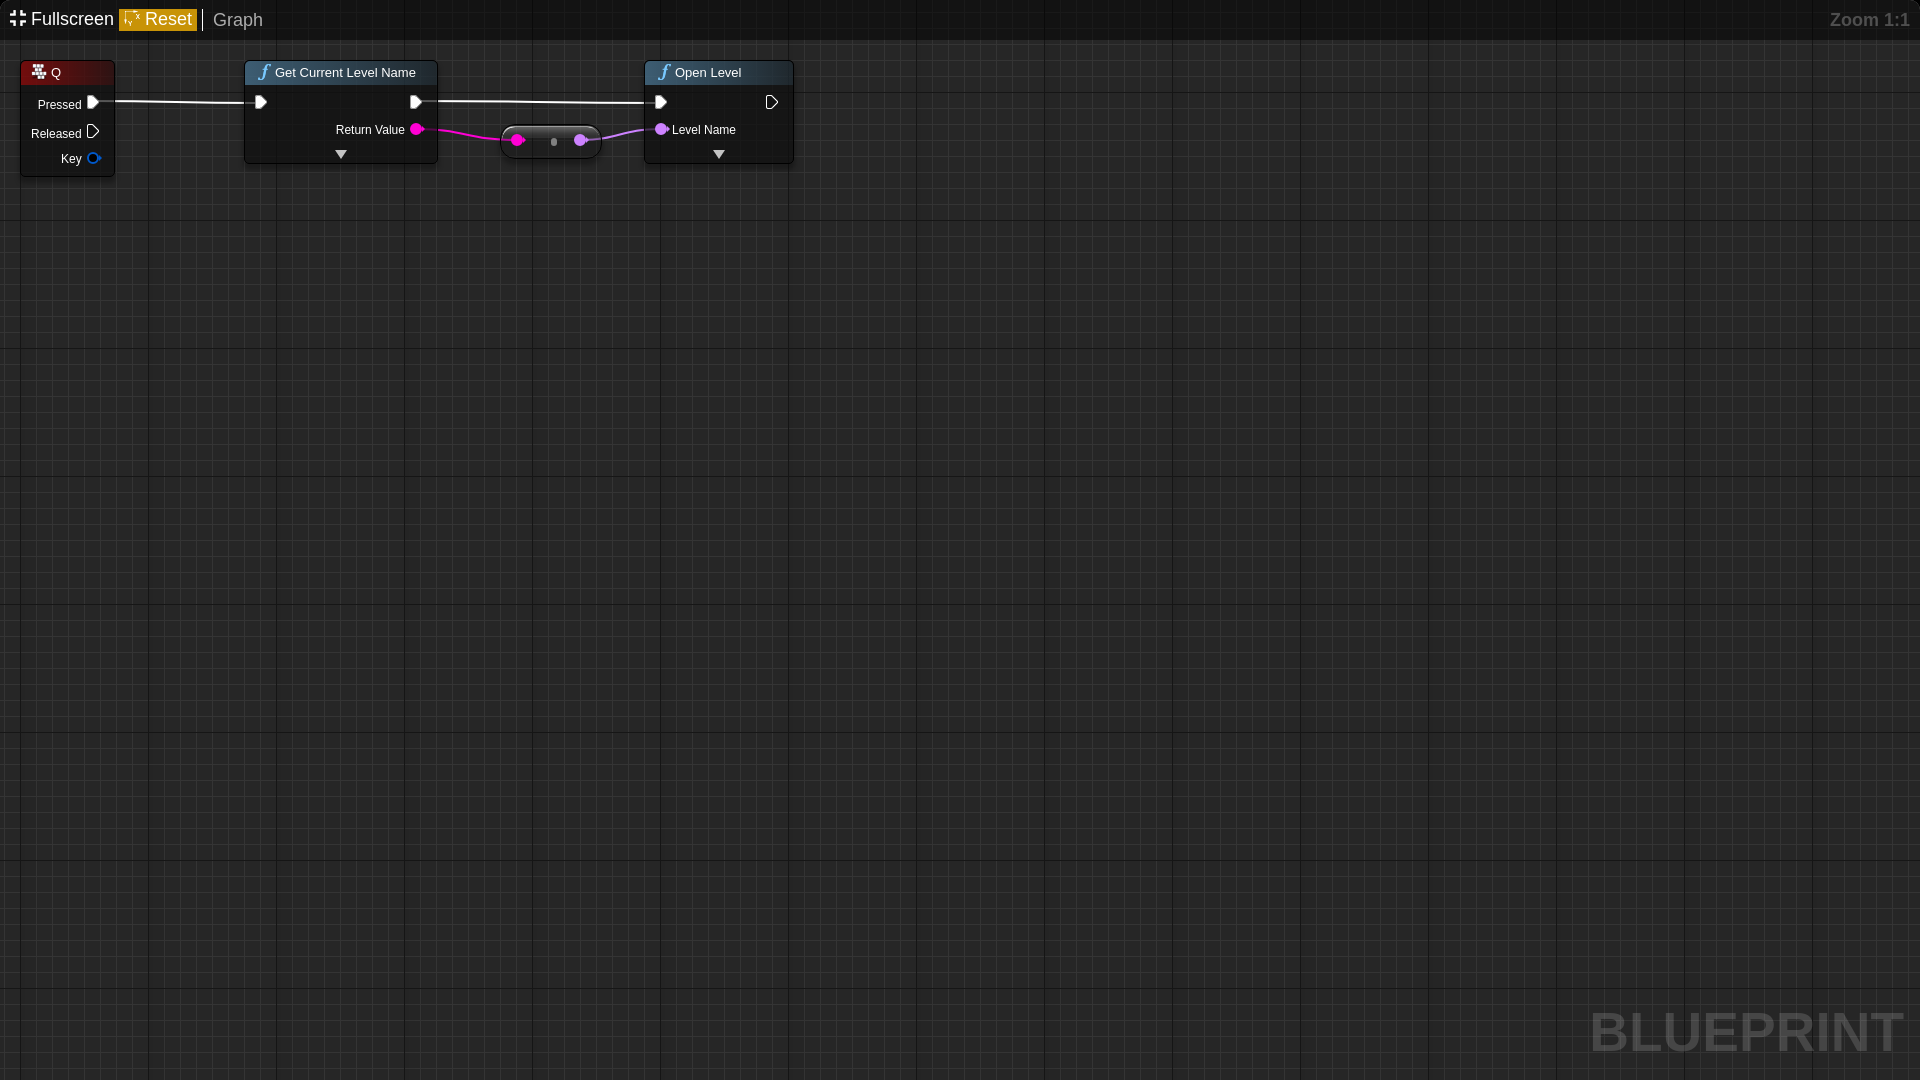 Fullscreen Reset Graph Zoom 1:1
Q
Pressed
Released
Key
Get Current Level Name
Return Value
Open Level
Level Name
BLUEPRINT